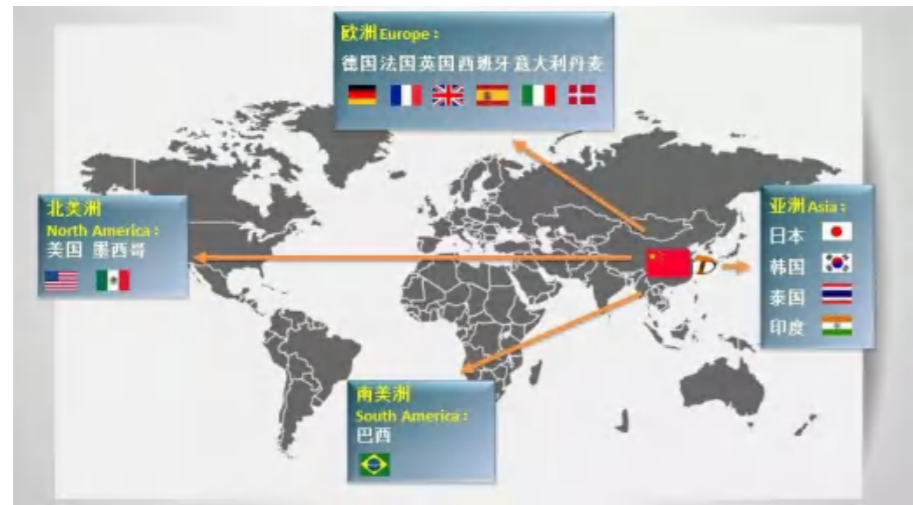 欧洲 Europe：
德国法国英国西班牙意大利丹麦
北美洲
North America：
美国 墨西哥
亚洲 Asia：
日本
韩国
泰国
印度
D
南美洲
South America：
巴西